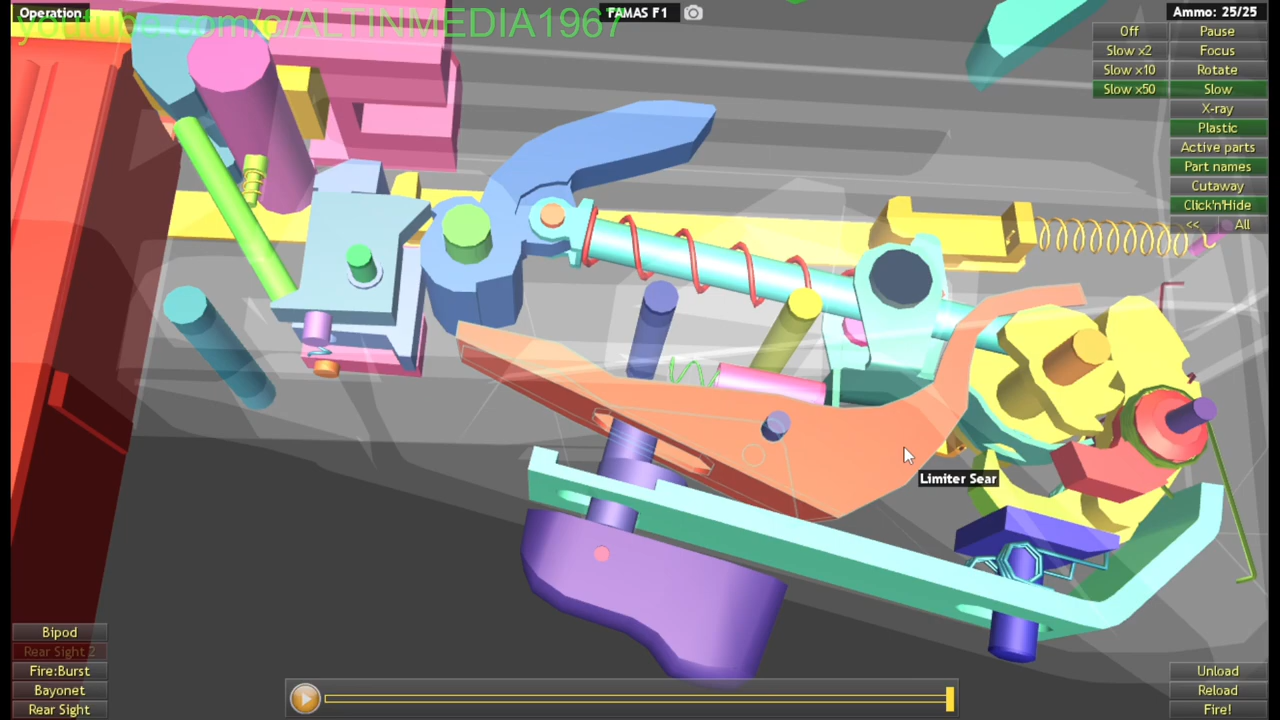 Operation
youtube.com/c/ALTINMEDIA1967
FAMAS F1
Ammo: 25/25
Off
Pause
Slow x2
Focus
Slow x10
Rotate
Slow x50
Slow
X-ray
Plastic
Active parts
Part names
Cutaway
Click'n'Hide
<<
All
Limiter Sear
Bipod
Rear Sight 2
Fire:Burst
Bayonet
Rear Sight
Unload
Reload
Fire!